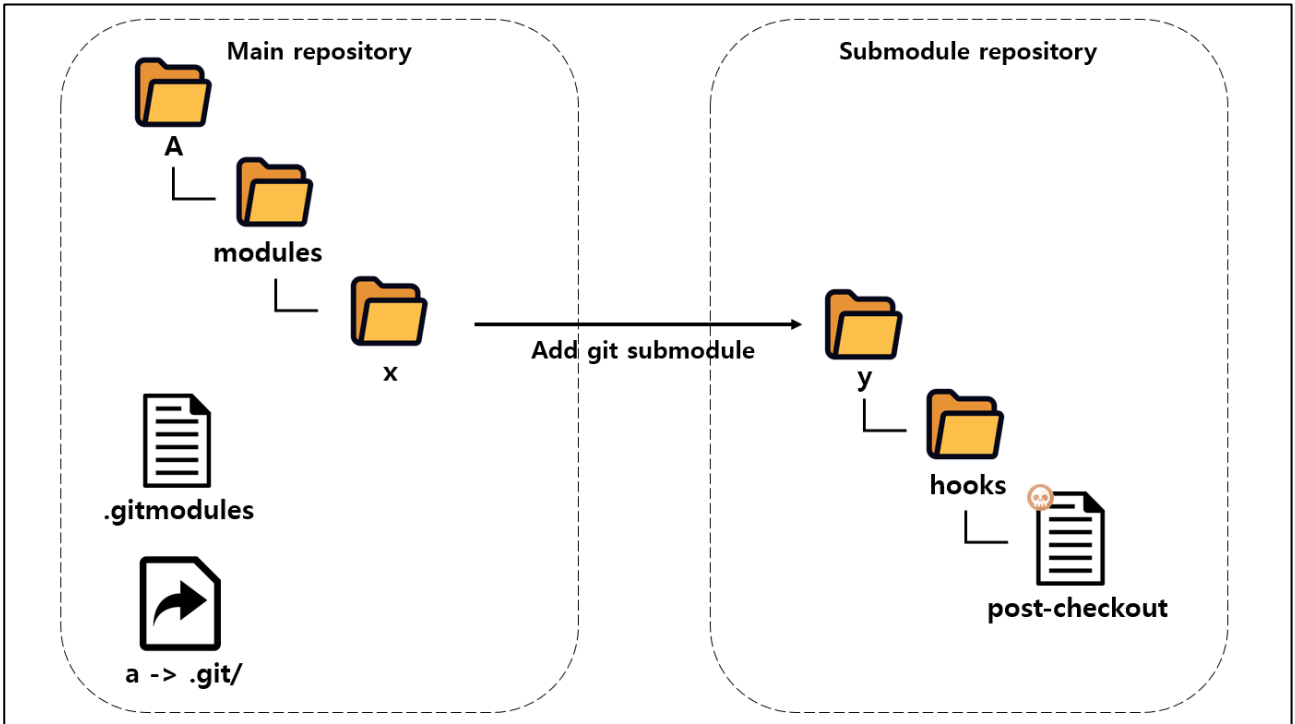 Main repository
Submodule repository
A
modules
x
Add git submodule
y
.gitmodules
hooks
a -> .git/
post-checkout